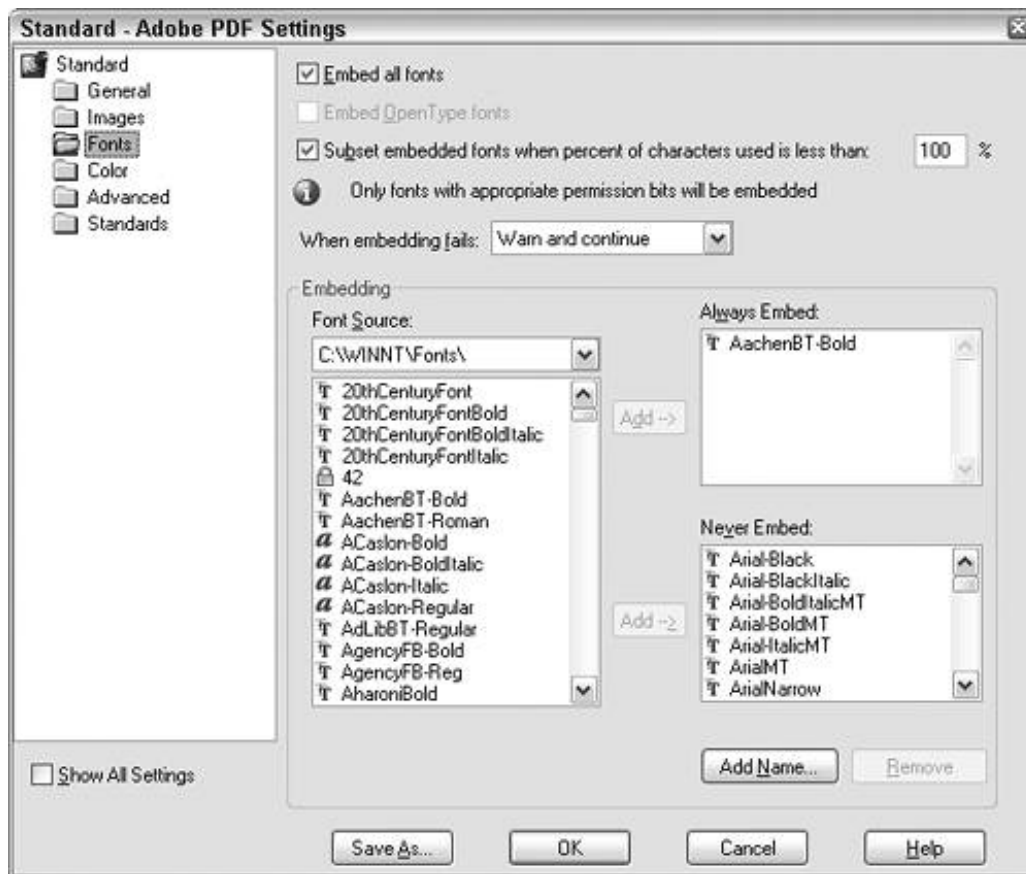 Standard - Adobe PDF Settings
Standard
General
Images
Fonts
Color
Advanced
Standards
Show All Settings
Embed all fonts
Embed OpenType fonts
Subset embedded fonts when percent of characters used is less than: 100 %
Only fonts with appropriate permission bits will be embedded
When embedding fails: Warn and continue
Embedding
Font Source:
C:\WINNT\Fonts\
20thCenturyFont
20thCenturyFontBold
20thCenturyFontBoldItalic
20thCenturyFontItalic
42
AachenBT-Bold
AachenBT-Roman
ACaslon-Bold
ACaslon-BoldItalic
ACaslon-Italic
ACaslon-Regular
AdLibBT-Regular
AgencyFB-Bold
AgencyFB-Reg
AharoniBold
Add -->
Add -->
Always Embed:
AachenBT-Bold
Never Embed:
Arial-Black
Arial-BlackItalic
Arial-BoldItalicMT
Arial-BoldMT
Arial-ItalicMT
ArialMT
ArialNarrow
Add Name...
Remove
Save As...
OK
Cancel
Help